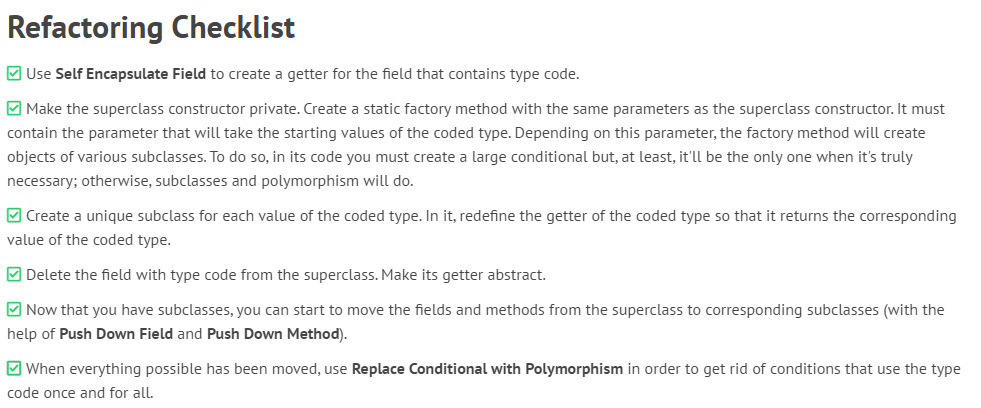 Refactoring Checklist
Use Self Encapsulate Field to create a getter for the field that contains type code.
Make the superclass constructor private. Create a static factory method with the same parameters as the superclass constructor. It must
contain the parameter that will take the starting values of the coded type. Depending on this parameter, the factory method will create
objects of various subclasses. To do so, in its code you must create a large conditional but, at least, it'll be the only one when it's truly
necessary; otherwise, subclasses and polymorphism will do.
Create a unique subclass for each value of the coded type. In it, redefine the getter of the coded type so that it returns the corresponding
value of the coded type.
Delete the field with type code from the superclass. Make its getter abstract.
Now that you have subclasses, you can start to move the fields and methods from the superclass to corresponding subclasses (with the
help of Push Down Field and Push Down Method).
When everything possible has been moved, use Replace Conditional with Polymorphism in order to get rid of conditions that use the type
code once and for all.